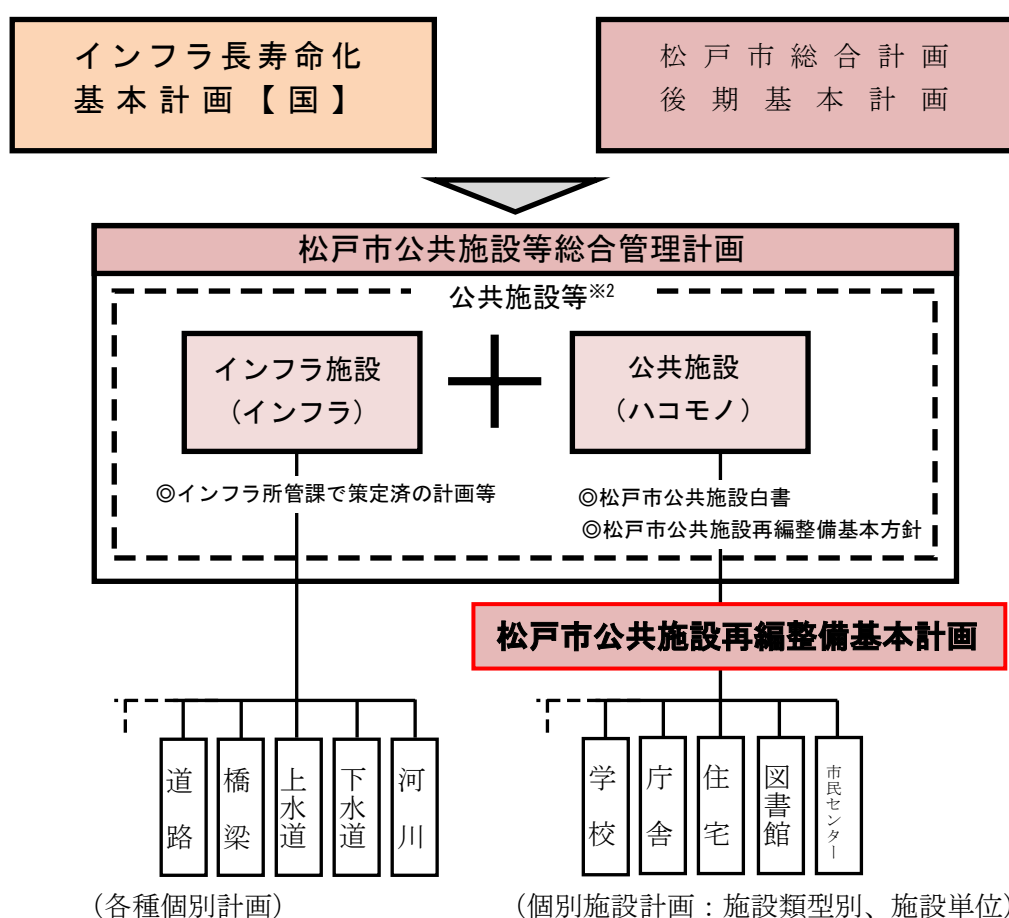 インフラ長寿命化
基本計画【国】
松戸市総合計画
後期基本計画
松戸市公共施設等総合管理計画
公共施設等※2
インフラ施設
（インフラ）
公共施設
（ハコモノ）
◎インフラ所管課で策定済の計画等
◎松戸市公共施設白書
◎松戸市公共施設再編整備基本方針
松戸市公共施設再編整備基本計画
道路
橋梁
上水道
下水道
河川
学校
庁舎
住宅
図書館
市民センター
（各種個別計画）
（個別施設計画：施設類型別、施設単位）